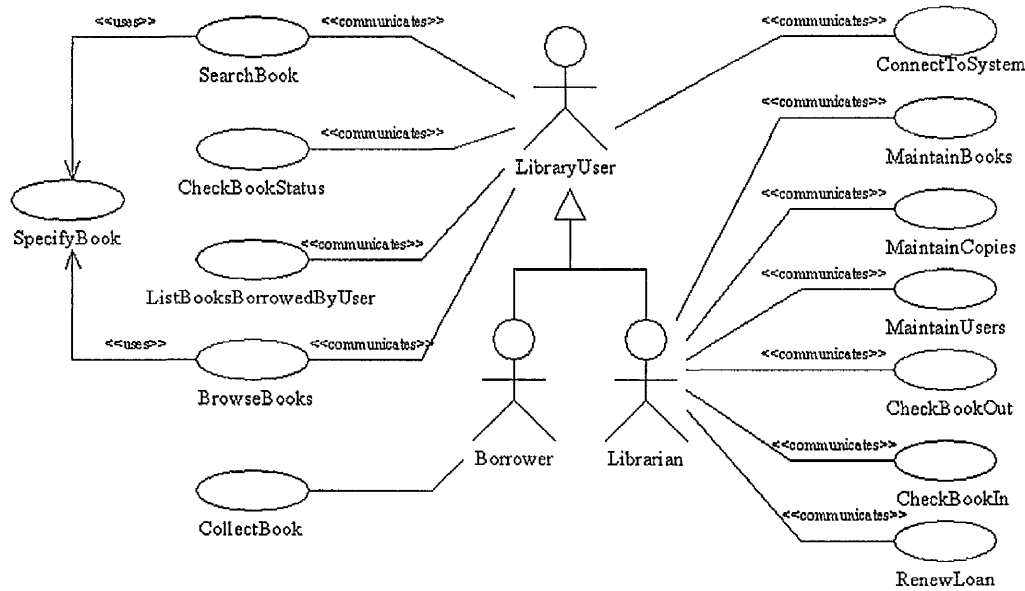 <<uses>>
<<communicates>>
SearchBook
ConnectToSystem
<<communicates>>
<<communicates>>
<<communicates>>
CheckBookStatus
LibraryUser
MaintainBooks
<<communicates>>
SpecifyBook
<<communicates>>
MaintainCopies
ListBooksBorrowedByUser
<<communicates>>
<<uses>>
<<communicates>>
MaintainUsers
<<communicates>>
BrowseBooks
CheckBookOut
Borrower
Librarian
<<communicates>>
CheckBookIn
CollectBook
<<communicates>>
RenewLoan